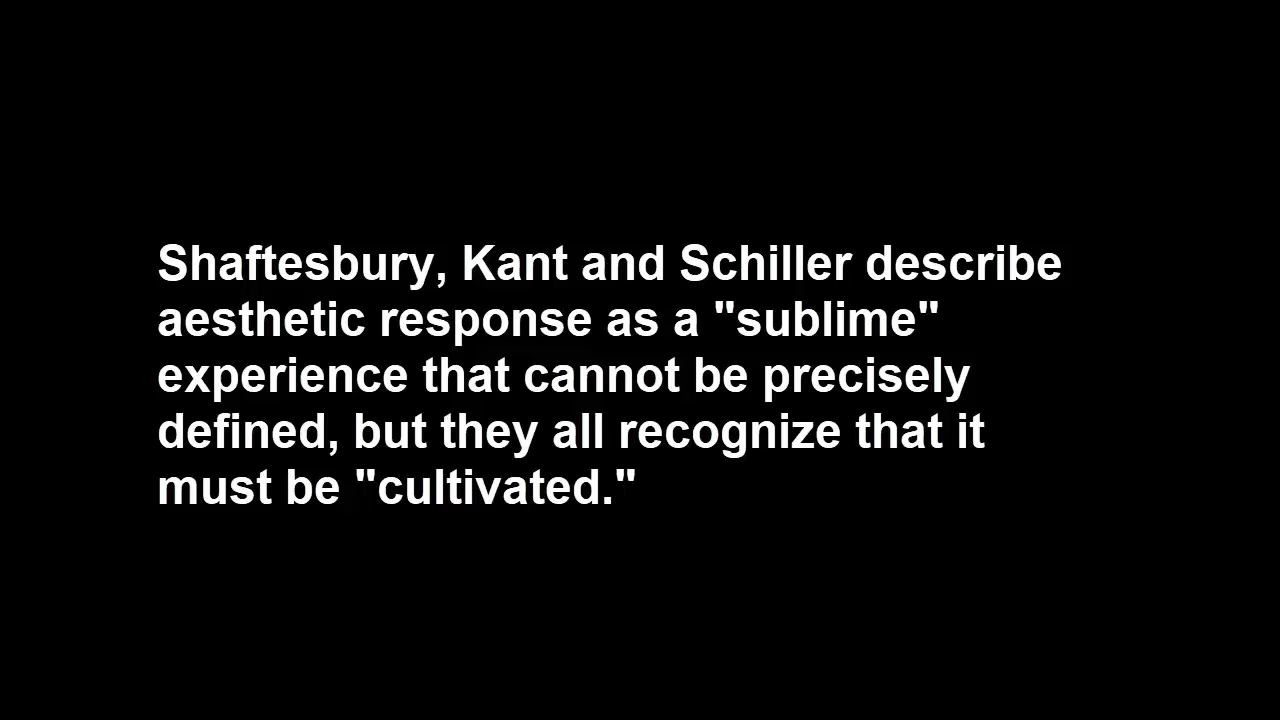 Shaftesbury, Kant and Schiller describe
aesthetic response as a "sublime"
experience that cannot be precisely
defined, but they all recognize that it
must be "cultivated."